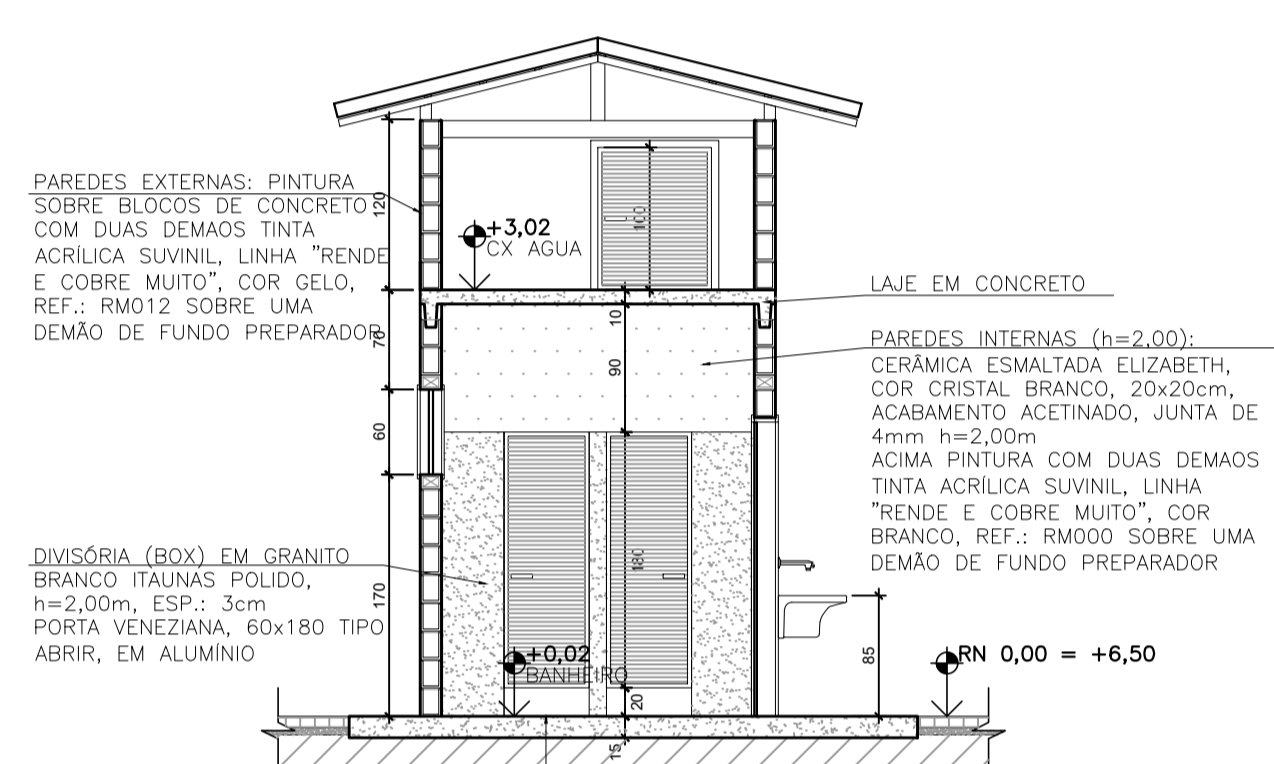 PAREDES EXTERNAS: PINTURA
SOBRE BLOCOS DE CONCRETO
COM DUAS DEMAOS TINTA
ACRÍLICA SUVINIL, LINHA "RENDE
E COBRE MUITO", COR GELO,
REF.: RM012 SOBRE UMA
DEMÃO DE FUNDO PREPARADOR
120
70
60
170
DIVISÓRIA (BOX) EM GRANITO
BRANCO ITAUNAS POLIDO,
h=2,00m, ESP.: 3cm
PORTA VENEZIANA, 60x180 TIPO
ABRIR, EM ALUMÍNIO
+3,02
CX AGUA
100
10
90
180
+0,02
BANHEIRO
20
15
LAJE EM CONCRETO
PAREDES INTERNAS (h=2,00):
CERÂMICA ESMALTADA ELIZABETH,
COR CRISTAL BRANCO, 20x20cm,
ACABAMENTO ACETINADO, JUNTA DE
4mm h=2,00m
ACIMA PINTURA COM DUAS DEMAOS
TINTA ACRÍLICA SUVINIL, LINHA
"RENDE E COBRE MUITO", COR
BRANCO, REF.: RM000 SOBRE UMA
DEMÃO DE FUNDO PREPARADOR
85
RN 0,00 = +6,50